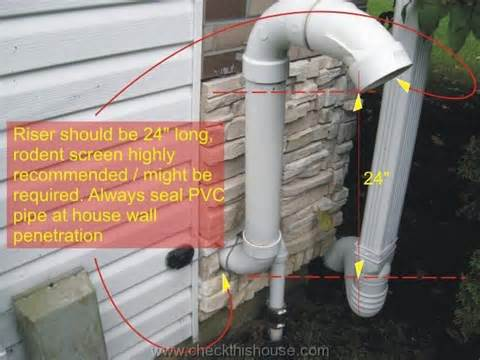 Riser should be 24" long,
rodent screen highly
recommended / might be
required. Always seal PVC
pipe at house wall
penetration
24"
www.checkthishouse.com